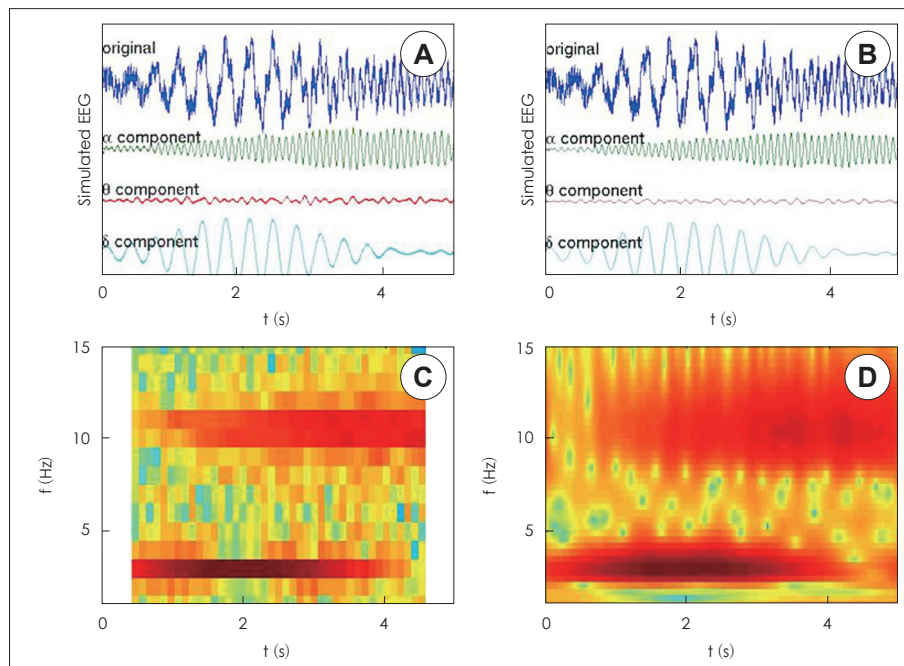 A
Simulated EEG
original
α component
θ component
δ component
0
2
4
t (s)
B
Simulated EEG
original
α component
θ component
δ component
0
2
4
t (s)
C
f (Hz)
15
10
5
0
2
4
t (s)
D
f (Hz)
15
10
5
0
2
4
t (s)